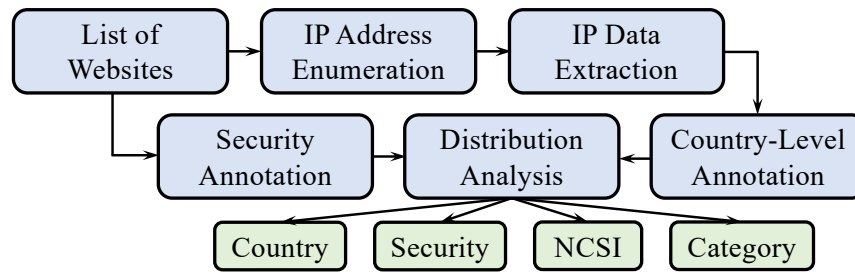 List of
Websites
IP Address
Enumeration
IP Data
Extraction
Security
Annotation
Distribution
Analysis
Country-Level
Annotation
Country
Security
NCSI
Category